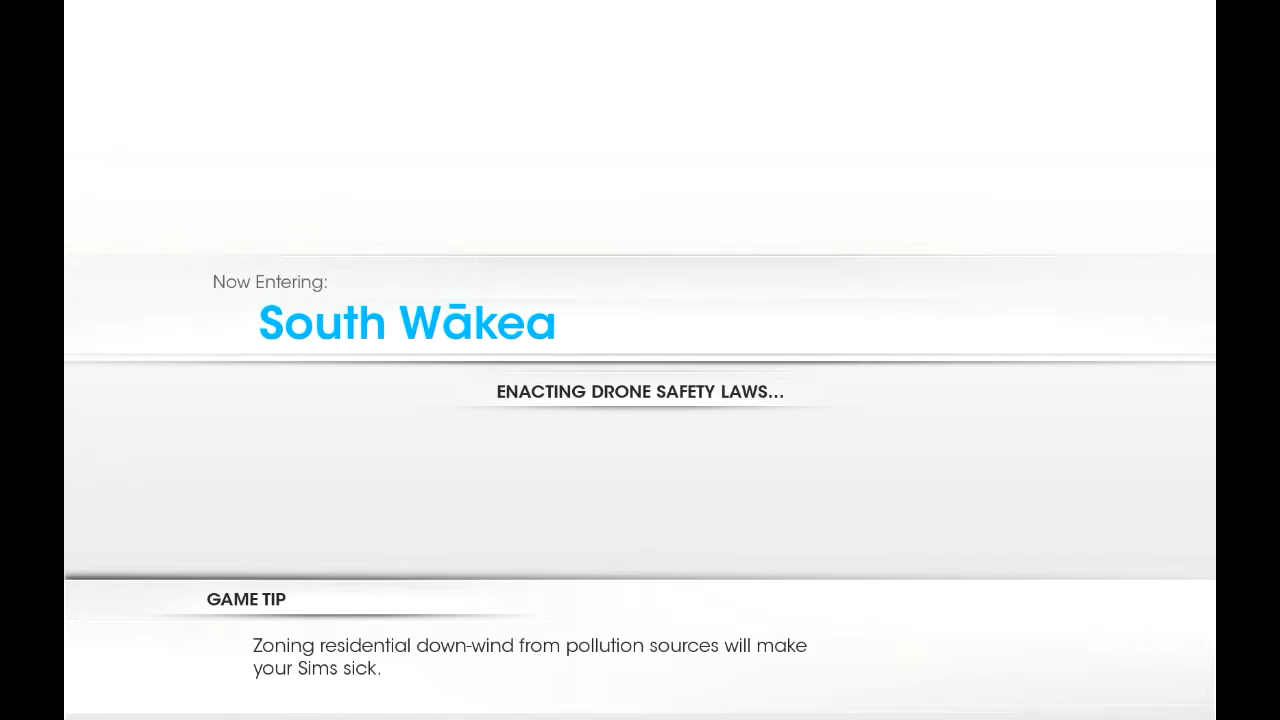 Now Entering:
South Wākea
ENACTING DRONE SAFETY LAWS...
GAME TIP
Zoning residential down-wind from pollution sources will make
your Sims sick.